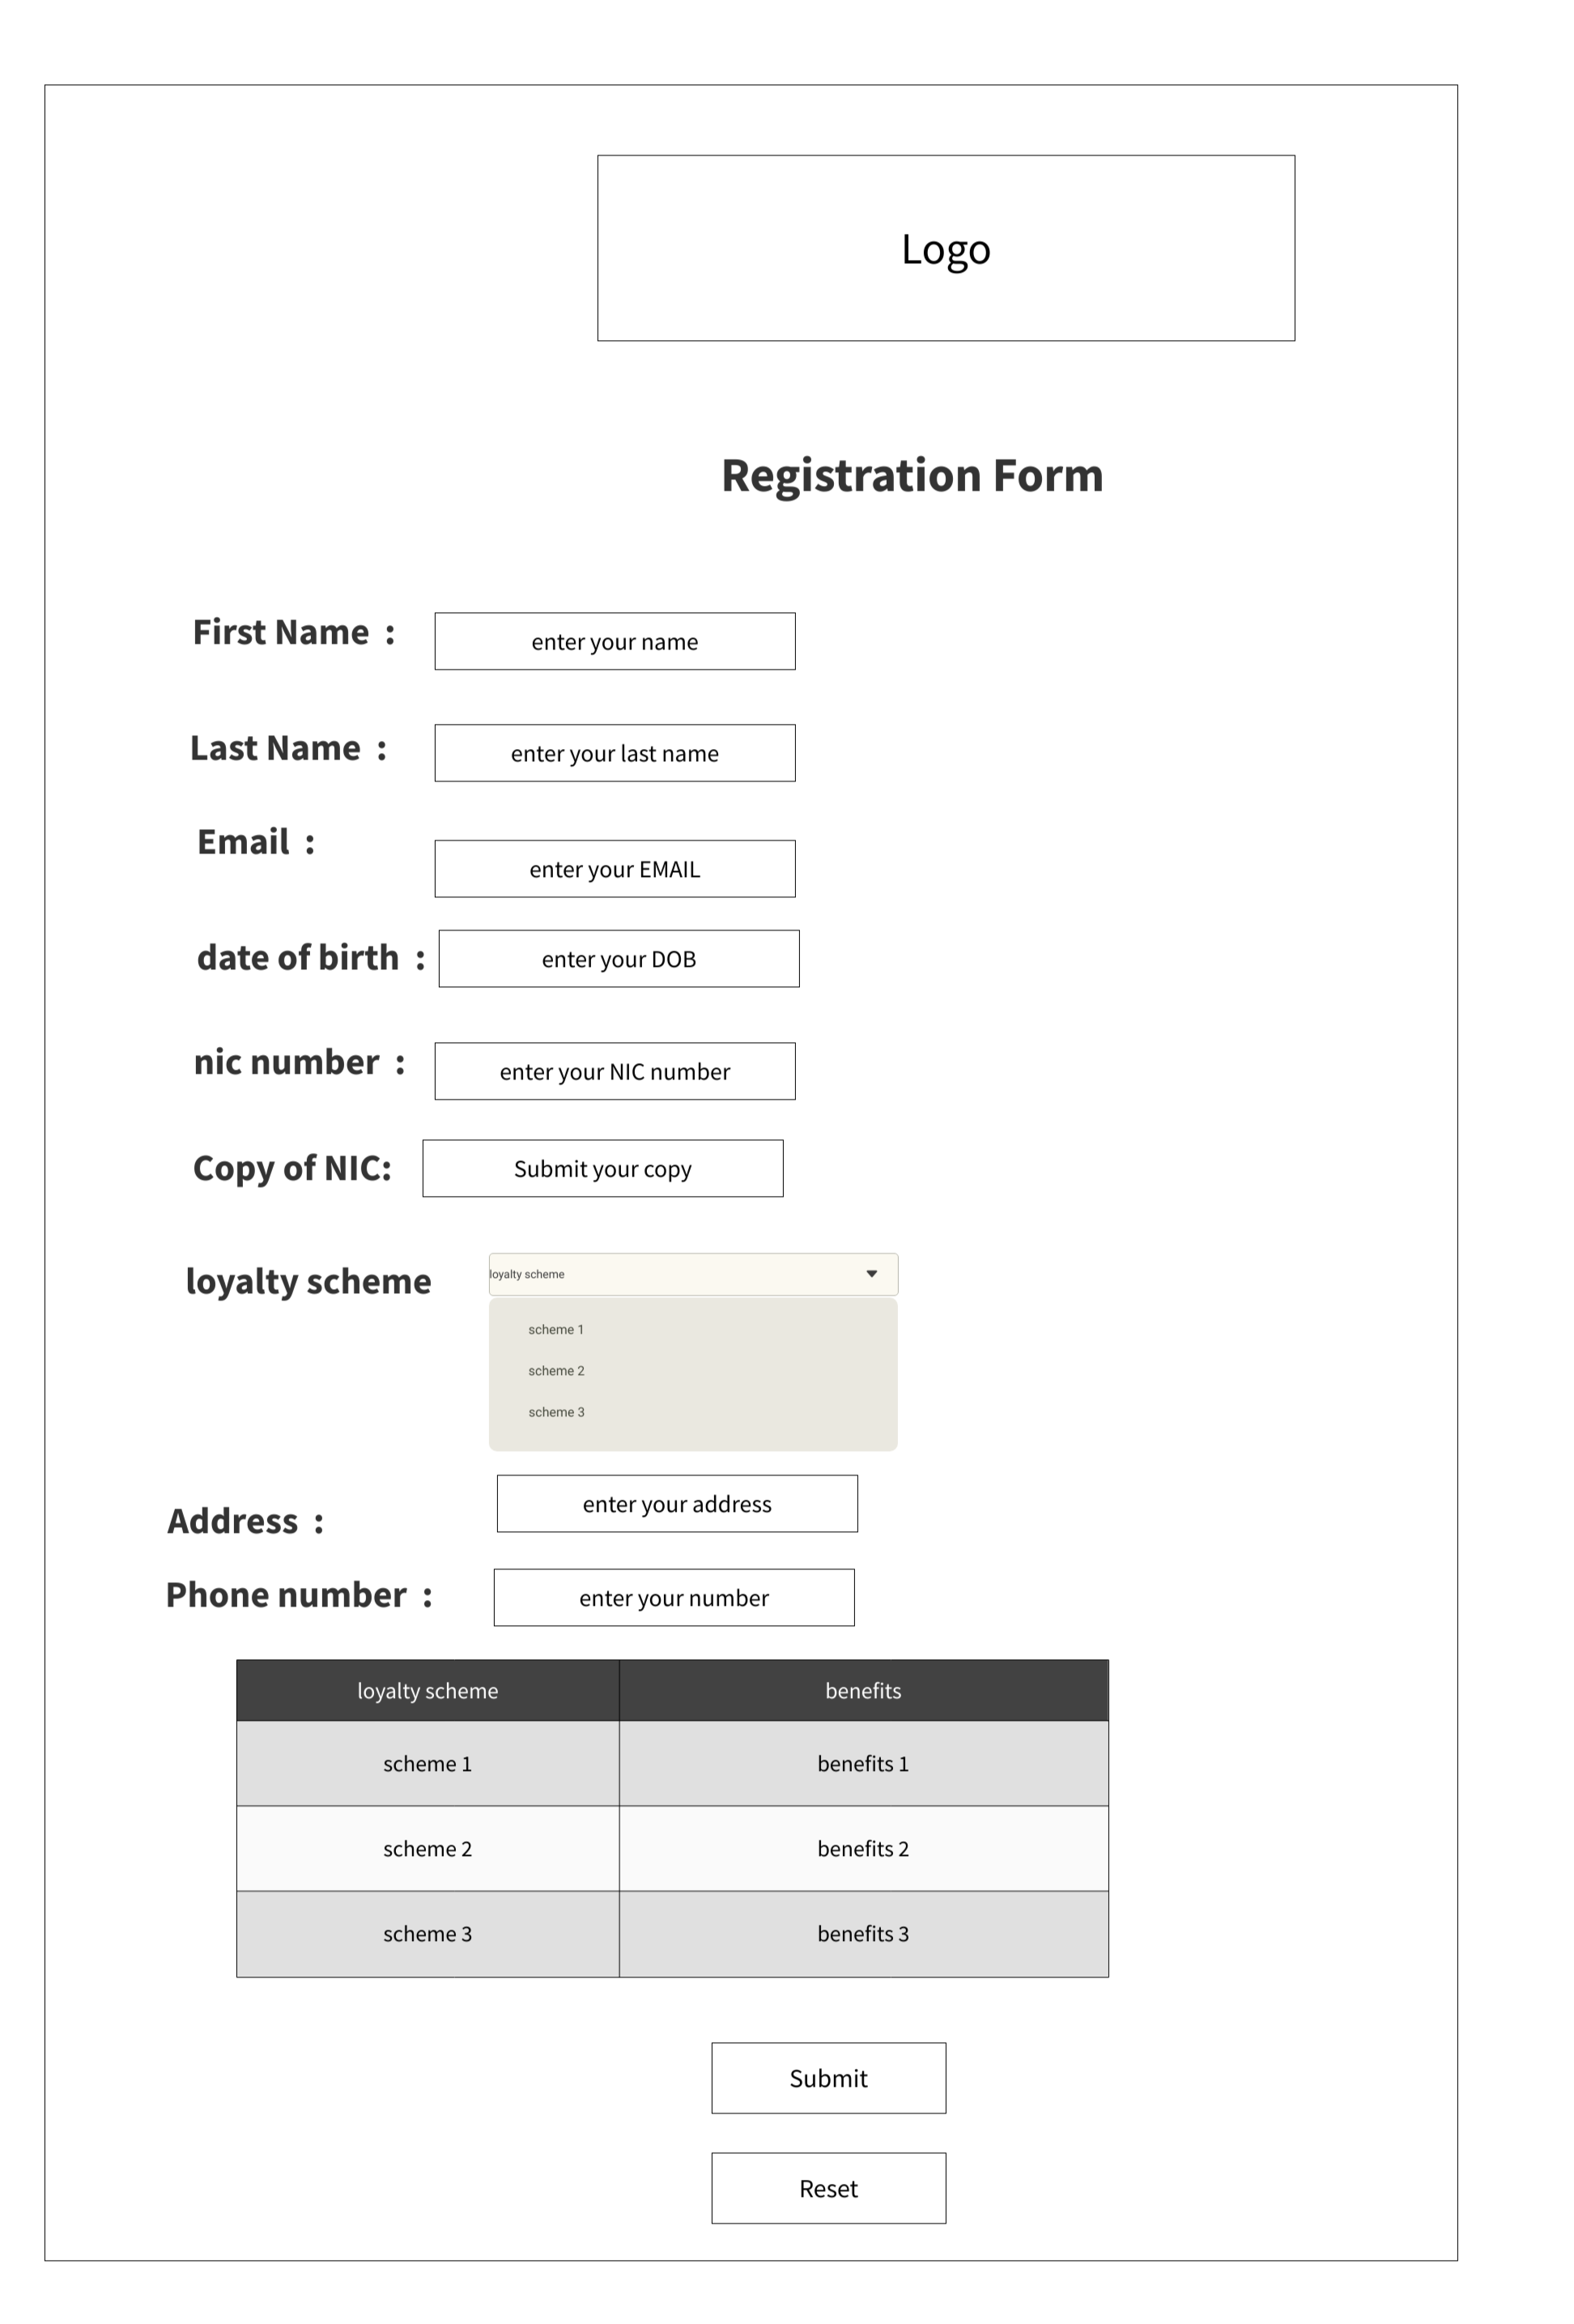 Logo
Registration Form
First Name :
enter your name
Last Name :
enter your last name
Email :
enter your EMAIL
date of birth :
enter your DOB
nic number :
enter your NIC number
Copy of NIC:
Submit your copy
loyalty scheme
loyalty scheme
scheme 1
scheme 2
scheme 3
Address :
enter your address
Phone number :
enter your number
loyalty scheme benefits
scheme 1 benefits 1
scheme 2 benefits 2
scheme 3 benefits 3
Submit
Reset